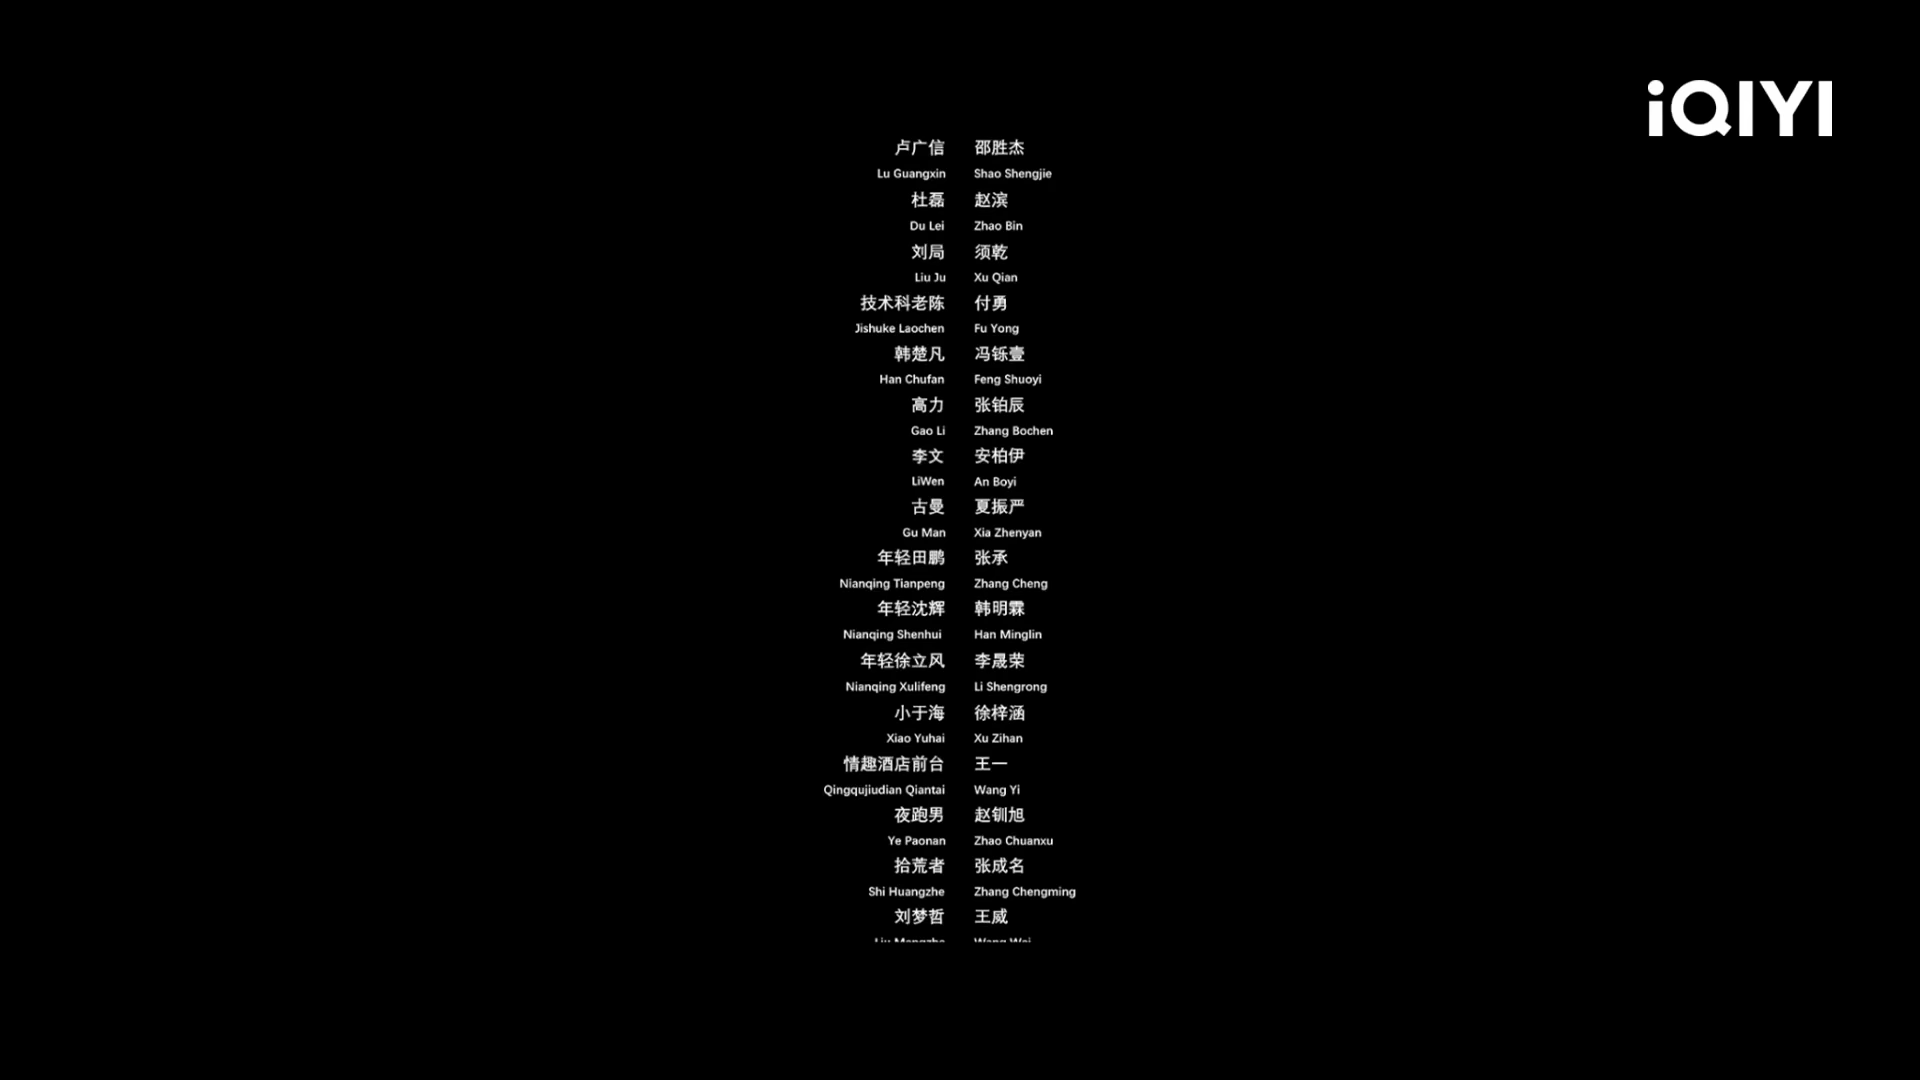 iQIYI
卢广信 邵胜杰
Lu Guangxin Shao Shengjie
杜磊 赵滨
Du Lei Zhao Bin
刘局 须乾
Liu Ju Xu Qian
技术科老陈 付勇
Jishuke Laochen Fu Yong
韩楚凡 冯铄壹
Han Chufan Feng Shuoyi
高力 张铂辰
Gao Li Zhang Bochen
李文 安柏伊
LiWen An Boyi
古曼 夏振严
Gu Man Xia Zhenyan
年轻田鹏 张承
Nianqing Tianpeng Zhang Cheng
年轻沈辉 韩明霖
Nianqing Shenhui Han Minglin
年轻徐立风 李晟荣
Nianqing Xulifeng Li Shengrong
小于海 徐梓涵
Xiao Yuhai Xu Zihan
情趣酒店前台 王一
Qingqujiudian Qiantai Wang Yi
夜跑男 赵钏旭
Ye Paonan Zhao Chuanxu
拾荒者 张成名
Shi Huangzhe Zhang Chengming
刘梦哲 王威
Liu Mengzhe Wang Wei